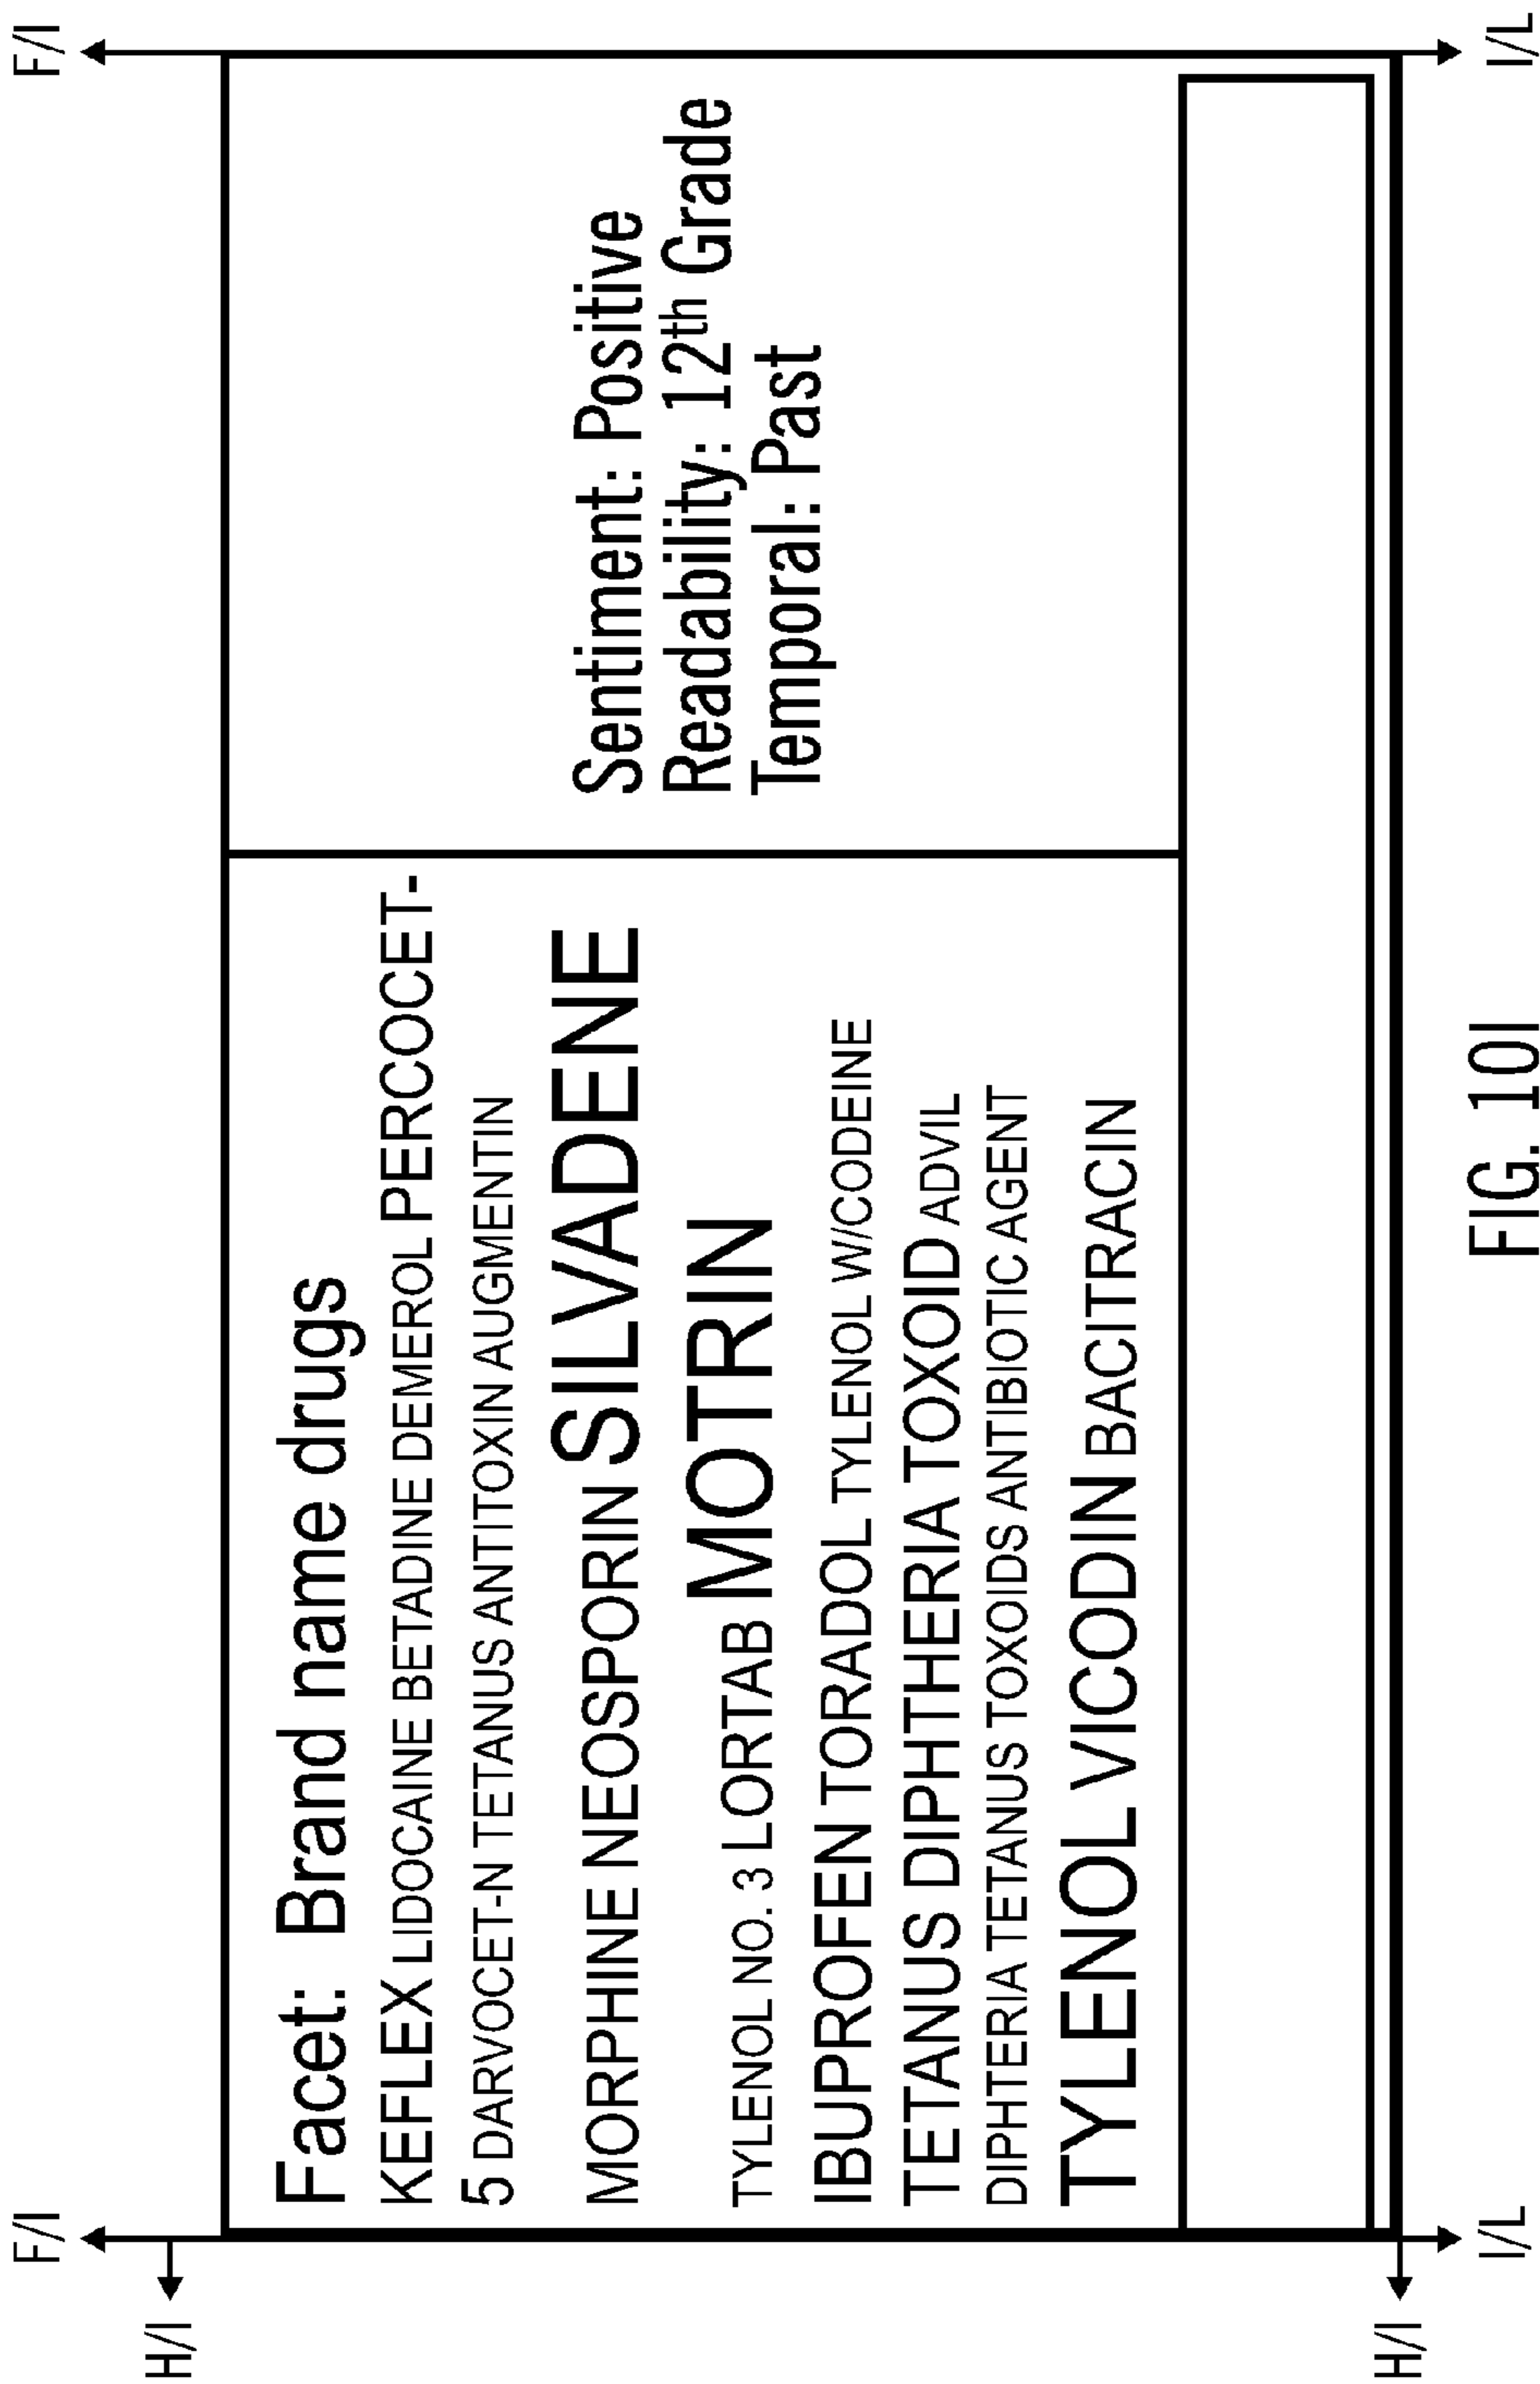 F/I
F/I
H/I
Facet: Brand name drugs
KEFLEX LIDOCAINE BETADINE DEMEROL PERCOCET-
5 DARVOCET-N TETANUS ANTITOXIN AUGMENTIN
MORPHINE NEOSPORIN SILVADENE
TYLENOL NO. 3 LORTAB MOTRIN
IBUPROFEN TORADOL TYLENOL W/CODEINE
TETANUS DIPHTHERIA TOXOID ADVIL
DIPHTERIA TETANUS TOXOIDS ANTIBIOTIC AGENT
TYLENOL VICODIN BACITRACIN
Sentiment: Positive
Readability: 12th Grade
Temporal: Past
H/I
I/L
I/L
FIG. 10I